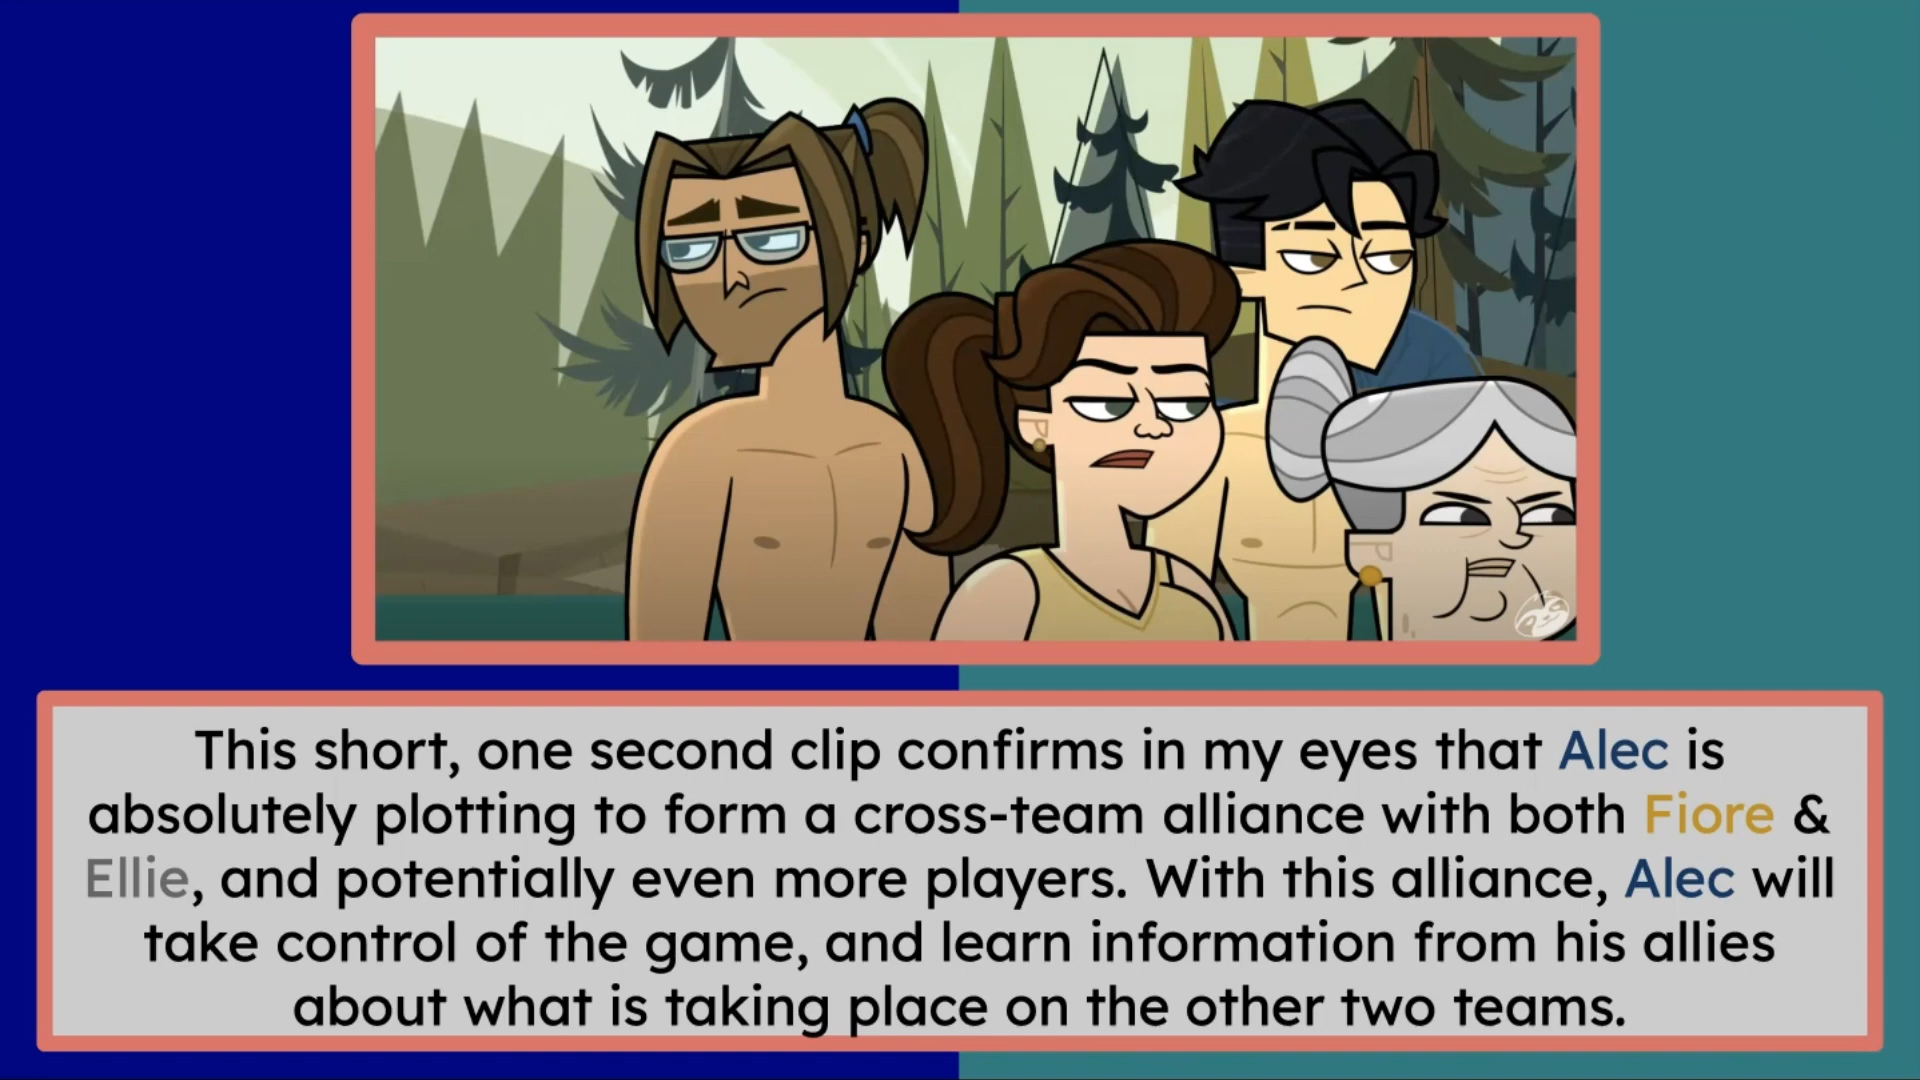 This short, one second clip confirms in my eyes that Alec is
absolutely plotting to form a cross-team alliance with both Fiore &
Ellie, and potentially even more players. With this alliance, Alec will
take control of the game, and learn information from his allies
about what is taking place on the other two teams.